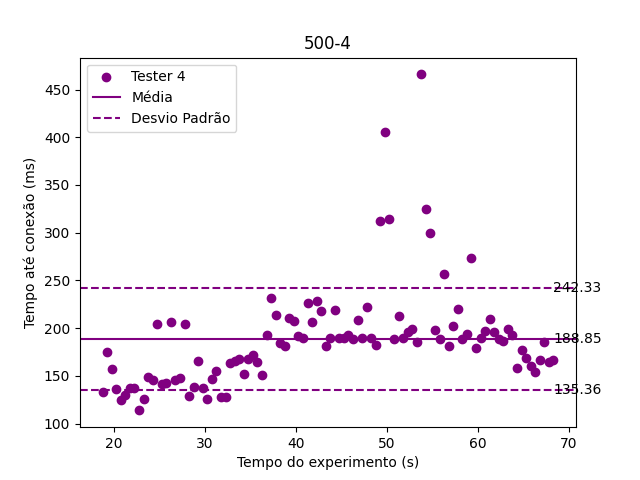 500-4
Tester 4
Média
Desvio Padrão
Tempo até conexão (ms)
450
400
350
300
250
200
150
100
242.33
188.85
135.36
20 30 40 50 60 70
Tempo do experimento (s)